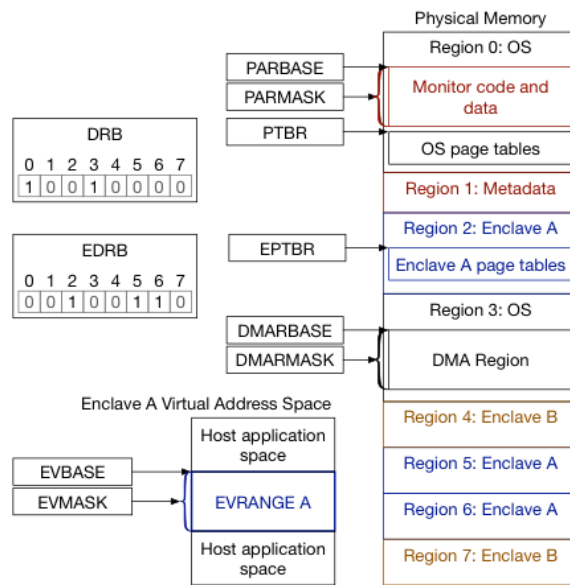 Physical Memory
Region 0: OS
PARBASE
PARMASK
Monitor code and
data
PTBR
OS page tables
DRB
0 1 2 3 4 5 6 7
1 0 0 1 0 0 0 0
Region 1: Metadata
Region 2: Enclave A
EDRB
0 1 2 3 4 5 6 7
0 0 1 0 0 1 1 0
EPTBR
Enclave A page tables
Region 3: OS
DMARBASE
DMARMASK
DMA Region
Enclave A Virtual Address Space
Host application
space
EVBASE
EVMASK
EVRANGE A
Host application
space
Region 4: Enclave B
Region 5: Enclave A
Region 6: Enclave A
Region 7: Enclave B